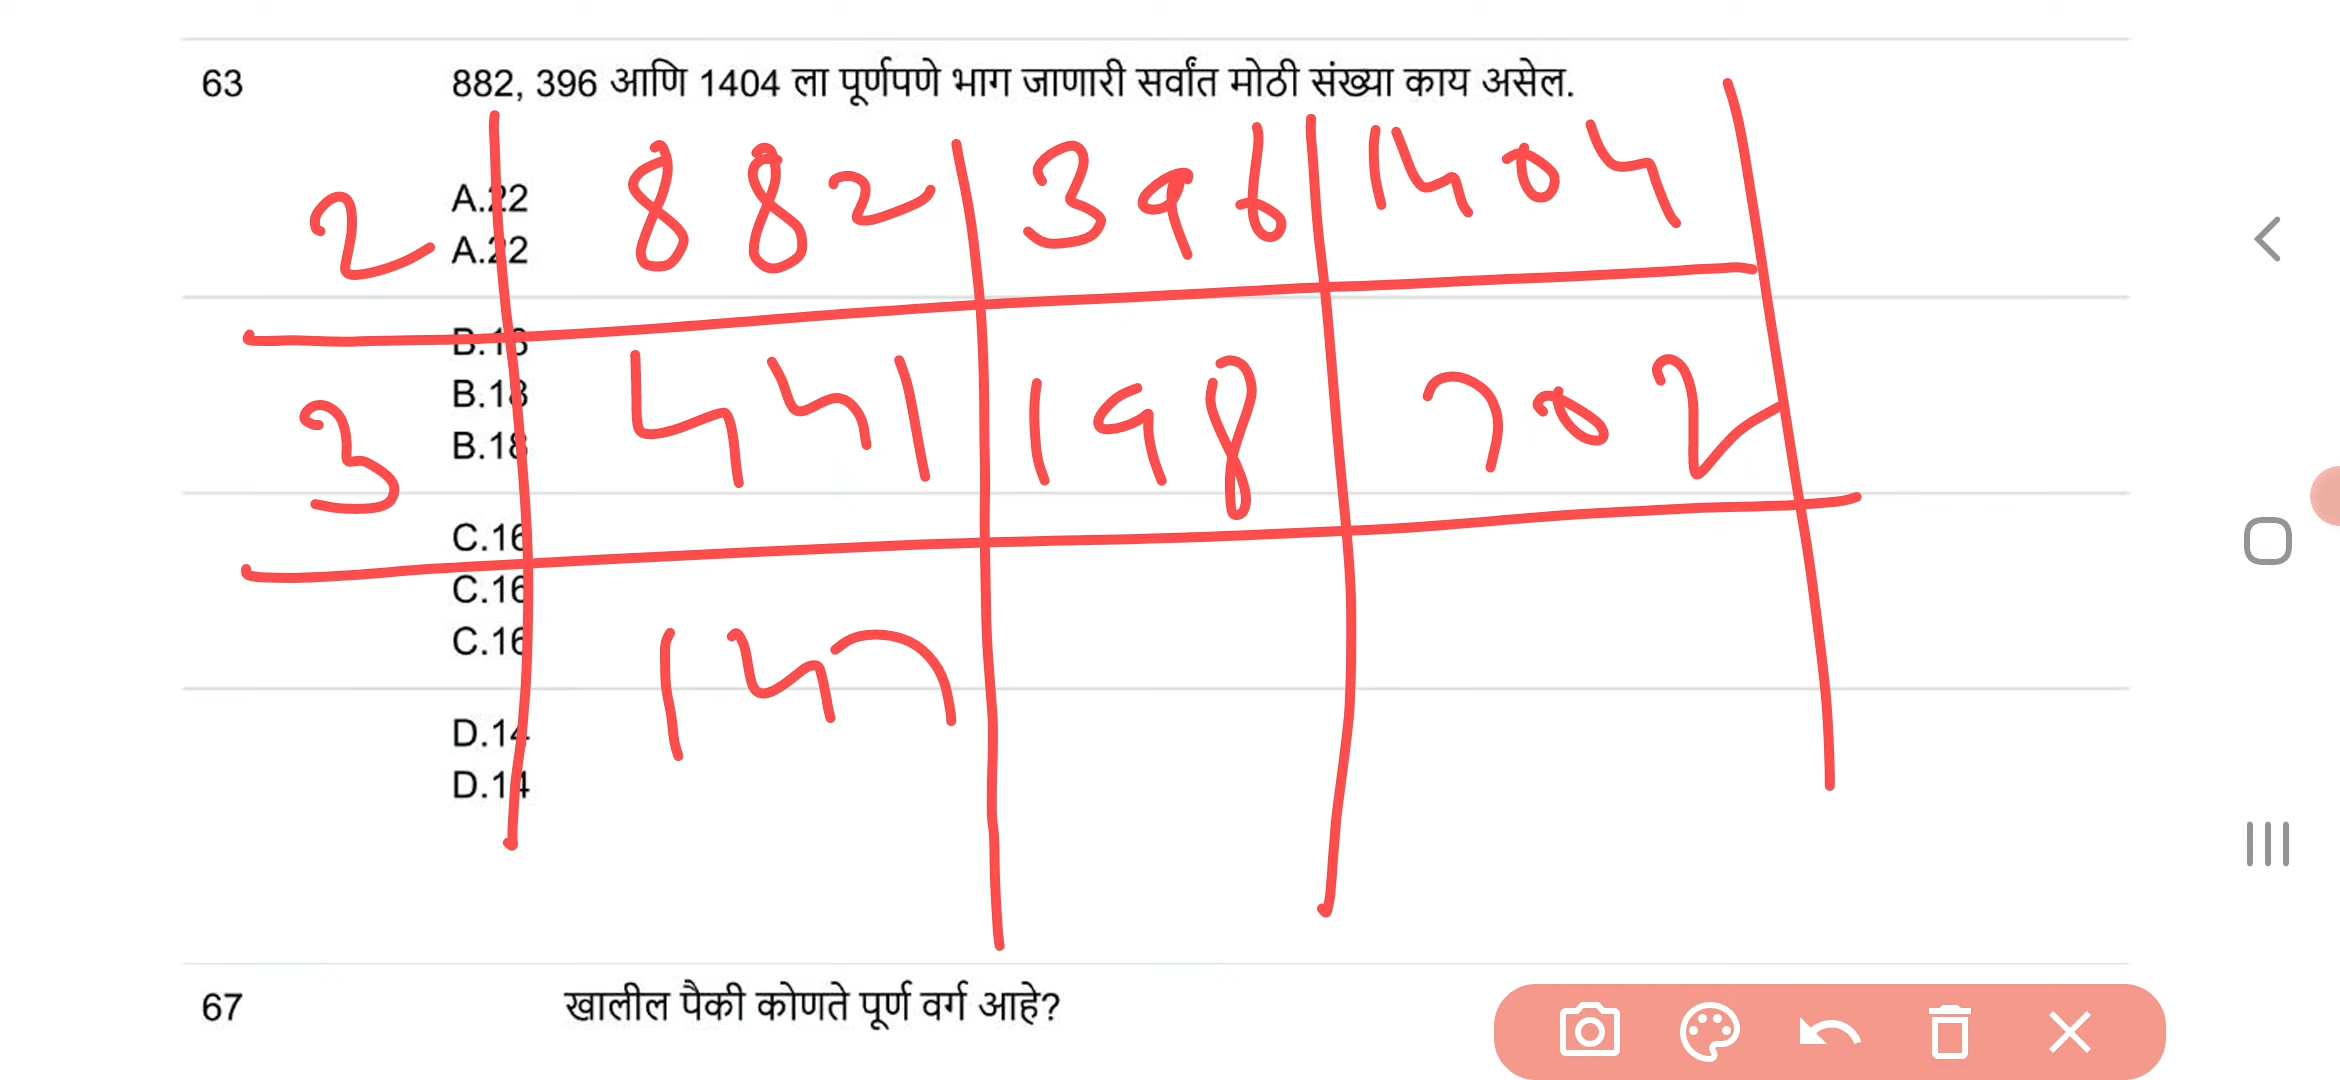 63 882, 396 आणि 1404 ला पूर्णपणे भाग जाणारी सर्वांत मोठी संख्या काय असेल.
2 882 396 1404
A.22
A.22
B.18
3 441 198 702
B.18
B.18
C.16
C.16
C.16
147
D.14
D.14
67 खालील पैकी कोणते पूर्ण वर्ग आहे?